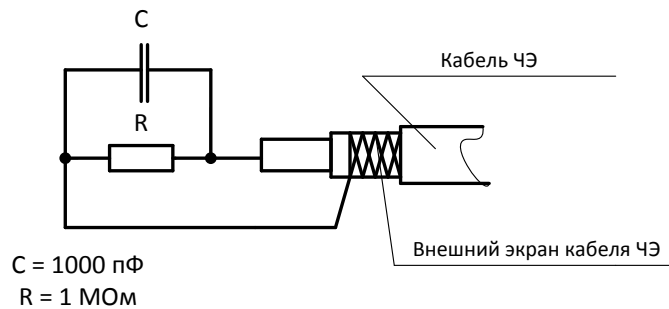 C
Кабель ЧЭ
R
Внешний экран кабеля ЧЭ
C = 1000 пФ
R = 1 МОм